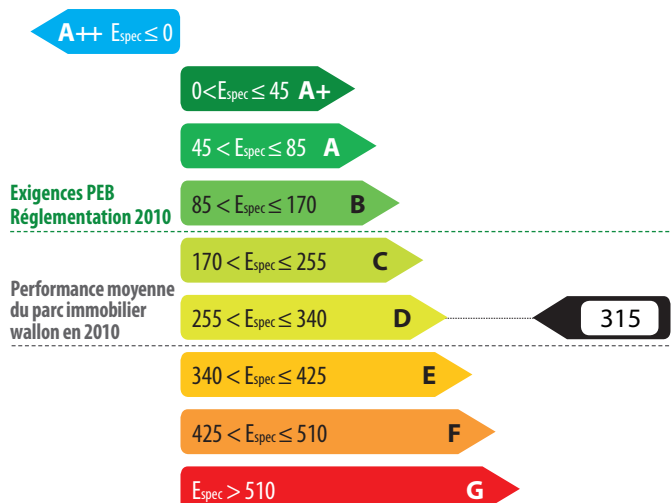 A++ Espec ≤ 0
0<Espec ≤ 45 A+
45 < Espec ≤ 85 A
Exigences PEB
Réglementation 2010
85 < Espec ≤ 170 B
170 < Espec ≤ 255 C
Performance moyenne
du parc immobilier
wallon en 2010
255 < Espec ≤ 340 D
315
340 < Espec ≤ 425 E
425 < Espec ≤ 510 F
Espec > 510 G